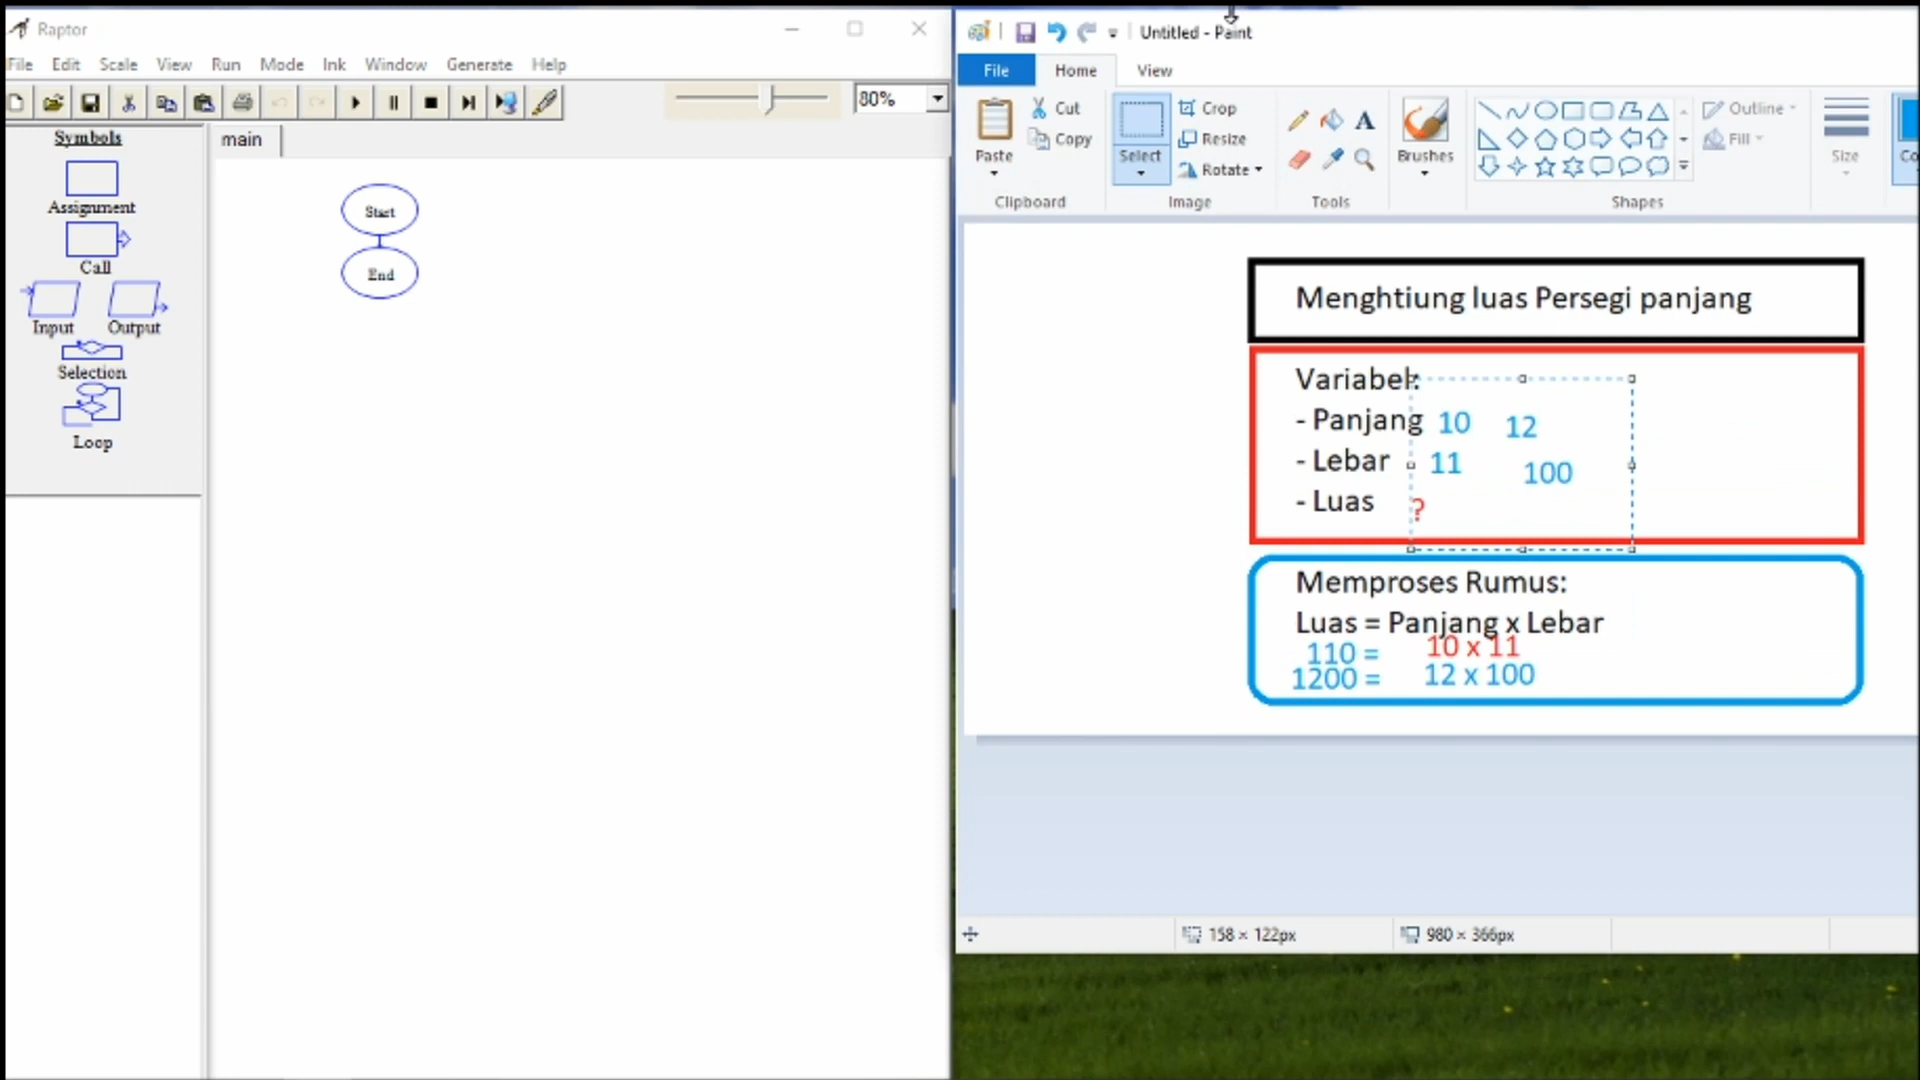 Raptor
File Edit Scale View Run Mode Ink Window Generate Help
80%
Symbols
Assignment
Call
Input Output
Selection
Loop
main
Start
End
Untitled - Paint
File Home View
Paste
Cut
Copy
Clipboard
Select
Crop
Resize
Rotate
Image
A
Tools
Brushes
Outline
Fill
Shapes
Size
Co
Menghtiung luas Persegi panjang
Variabel:
- Panjang 10 12
- Lebar 11 100
- Luas ?
Memproses Rumus:
Luas = Panjang x Lebar
110 = 10 x 11
1200 = 12 x 100
158 × 122px
980 × 366px